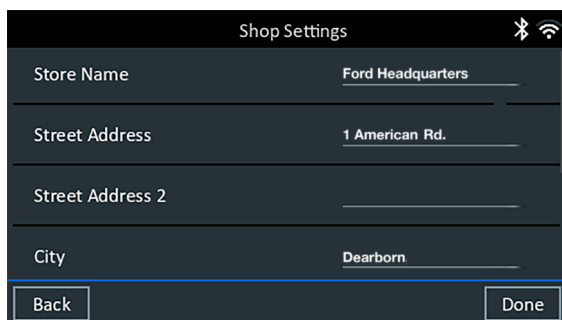 Shop Settings
Store Name Ford Headquarters
Street Address 1 American Rd.
Street Address 2
City Dearborn
Back Done